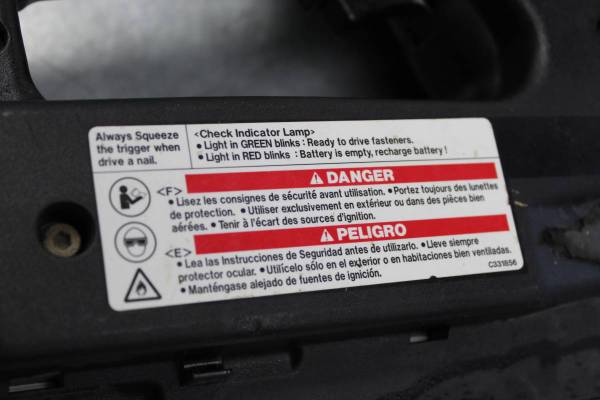 Always Squeeze
the trigger when
drive a nail.
<Check Indicator Lamp>
• Light in GREEN blinks : Ready to drive fasteners.
• Light in RED blinks : Battery is empty, recharge battery !
⚠ DANGER
<F>
• Lisez les consignes de sécurité avant utilisation. • Portez toujours des lunettes
de protection. • Utiliser exclusivement en extérieur ou dans des pièces bien
aérées. • Tenir à l'écart des sources d'ignition.
⚠ PELIGRO
<E>
• Lea las Instrucciones de Seguridad antes de utilizarlo. • Lleve siempre
protector ocular. • Utilícelo sólo en el exterior o en habitaciones bien ventiladas.
• Manténgase alejado de fuentes de ignición.
C331856